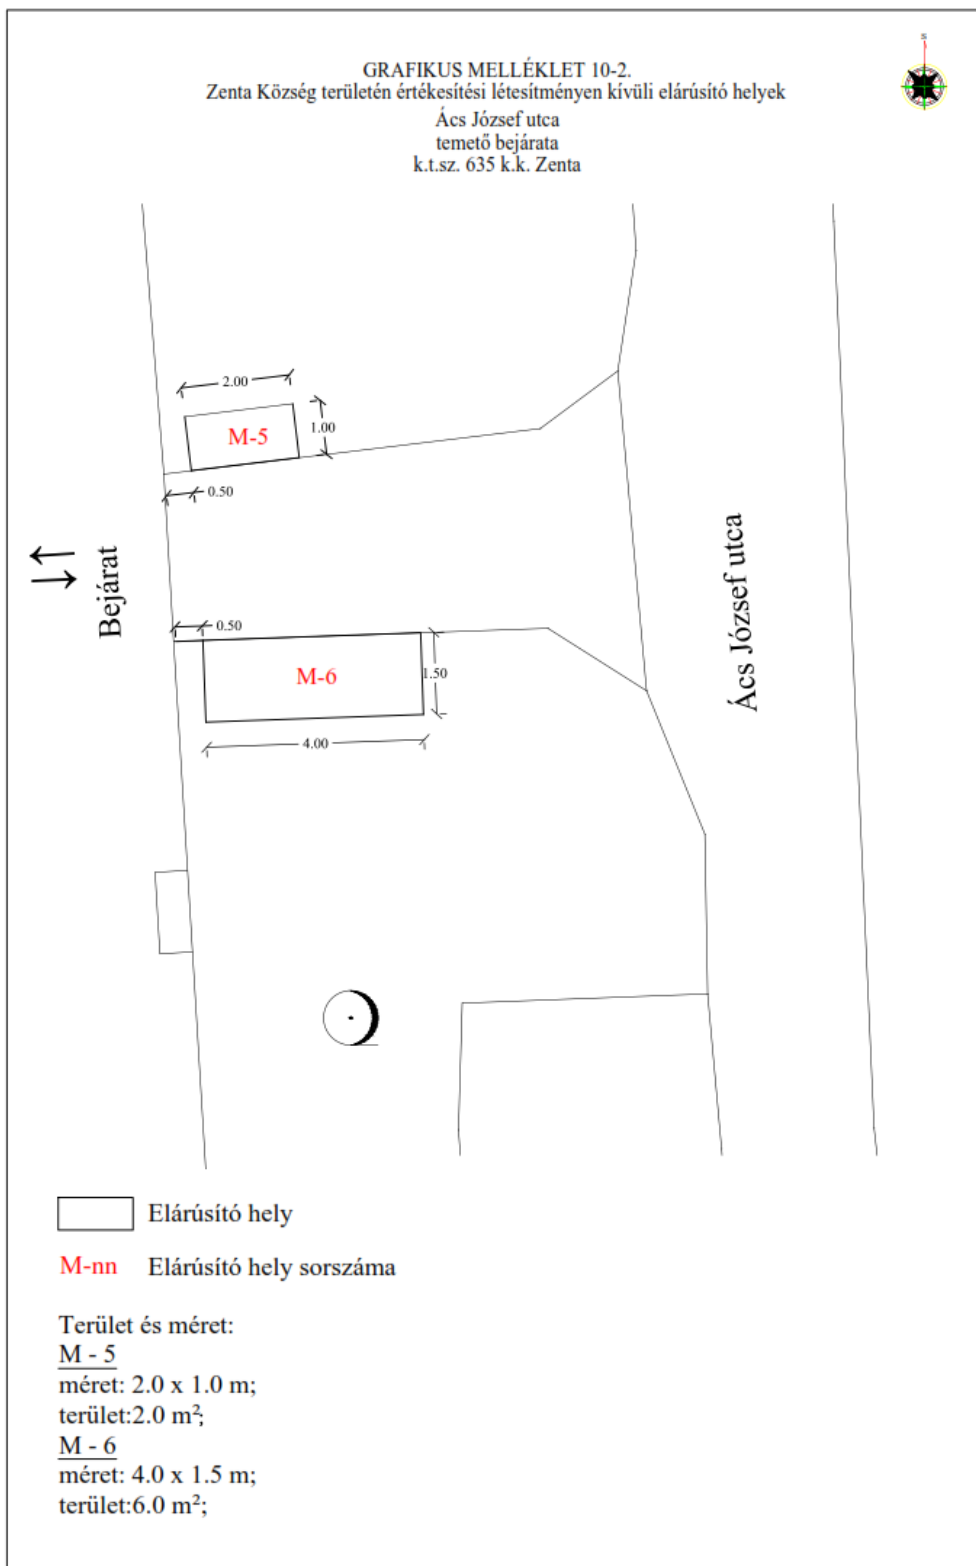 GRAFIKUS MELLÉKLET 10-2.
Zenta Község területén értékesítési létesítményen kívüli elárúsító helyek
Ács József utca
temető bejárata
k.t.sz. 635 k.k. Zenta
2.00
M-5
1.00
0.50
Bejárat
0.50
M-6
1.50
4.00
Ács József utca
Elárúsító hely
M-nn Elárúsító hely sorszáma
Terület és méret:
M - 5
méret: 2.0 x 1.0 m;
terület:2.0 m²;
M - 6
méret: 4.0 x 1.5 m;
terület:6.0 m²;